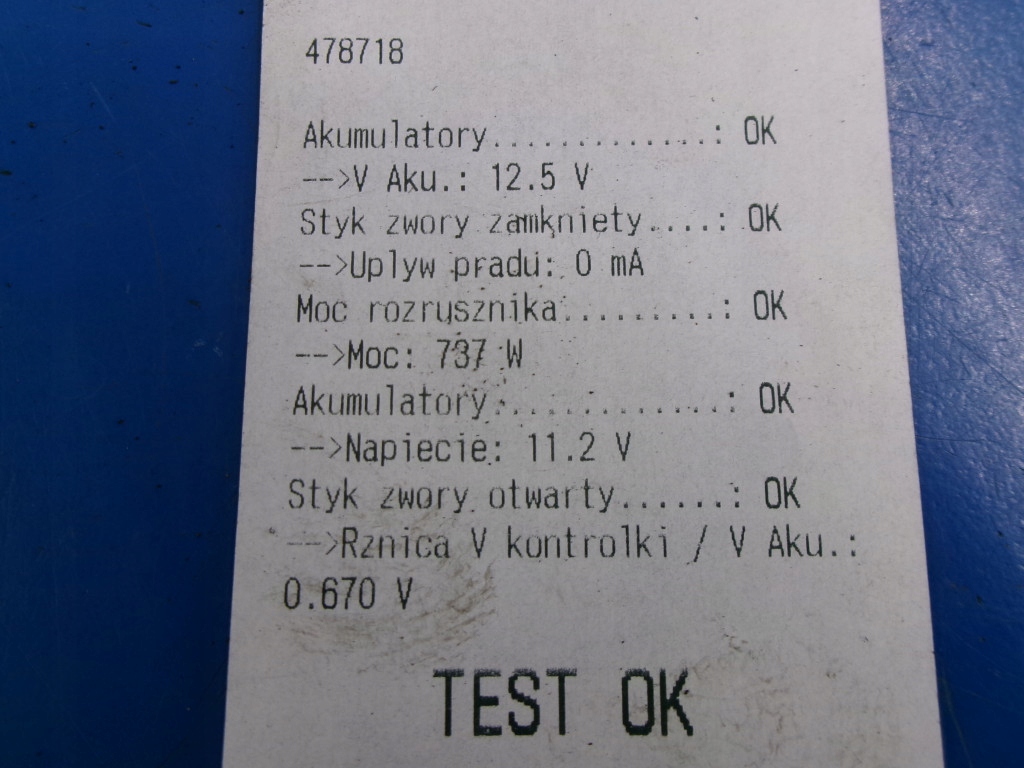 478718
Akumulatory..............: OK
-->V Aku.: 12.5 V
Styk zwory zamkniety....: OK
-->Uplyw pradu: 0 mA
Moc rozrusznika.........: OK
-->Moc: 737 W
Akumulatory.............: OK
-->Napiecie: 11.2 V
Styk zwory otwarty......: OK
-->Rznica V kontrolki / V Aku.:
0.670 V
TEST OK